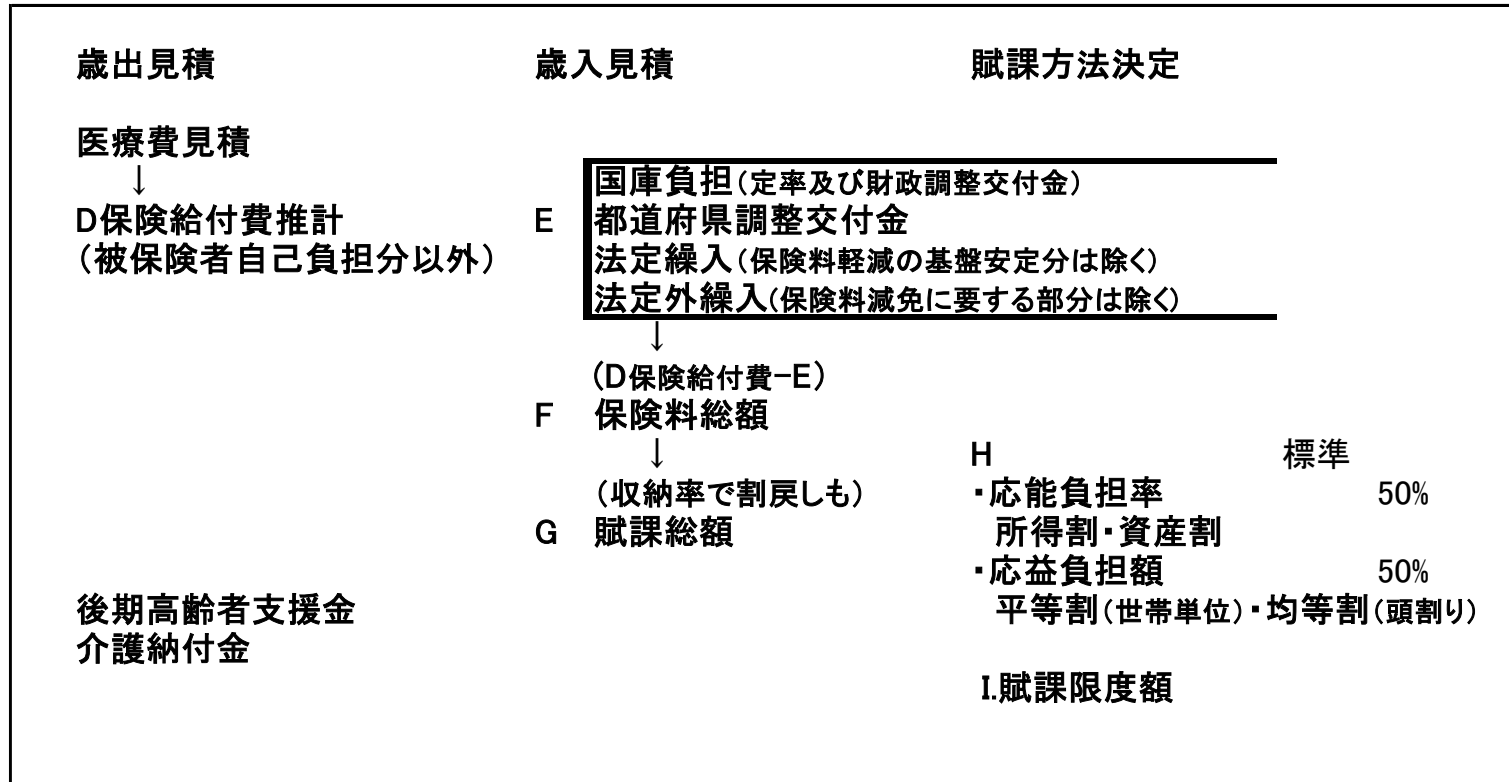 歳出見積 歳入見積 賦課方法決定
医療費見積
↓
国庫負担(定率及び財政調整交付金)
D保険給付費推計 E 都道府県調整交付金
(被保険者自己負担分以外) 法定繰入(保険料軽減の基盤安定分は除く)
法定外繰入(保険料減免に要する部分は除く)
↓
(D保険給付費-E)
F 保険料総額
↓ H 標準
(収納率で割戻しも) ・応能負担率 50%
G 賦課総額 所得割・資産割
・応益負担額 50%
後期高齢者支援金 平等割(世帯単位)・均等割(頭割り)
介護納付金
I.賦課限度額